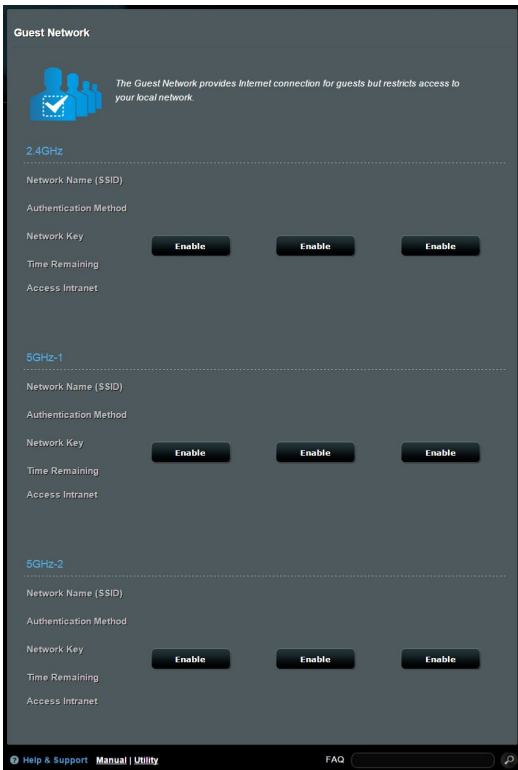 Guest Network
The Guest Network provides Internet connection for guests but restricts access to
your local network.
2.4GHz
Network Name (SSID)
Authentication Method
Network Key
Enable Enable Enable
Time Remaining
Access Intranet
5GHz-1
Network Name (SSID)
Authentication Method
Network Key
Enable Enable Enable
Time Remaining
Access Intranet
5GHz-2
Network Name (SSID)
Authentication Method
Network Key
Enable Enable Enable
Time Remaining
Access Intranet
Help & Support Manual | Utility FAQ